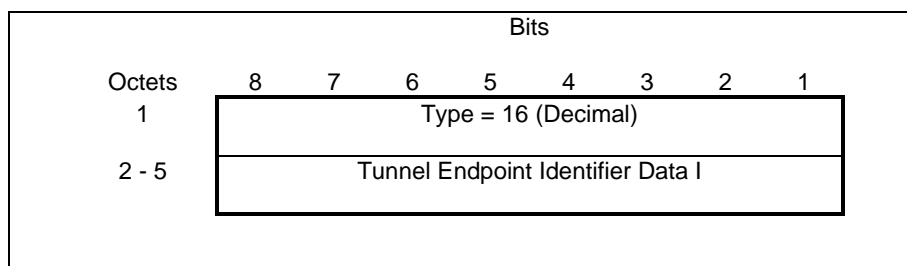 Bits
Octets 8 7 6 5 4 3 2 1
1 Type = 16 (Decimal)
2 - 5 Tunnel Endpoint Identifier Data I